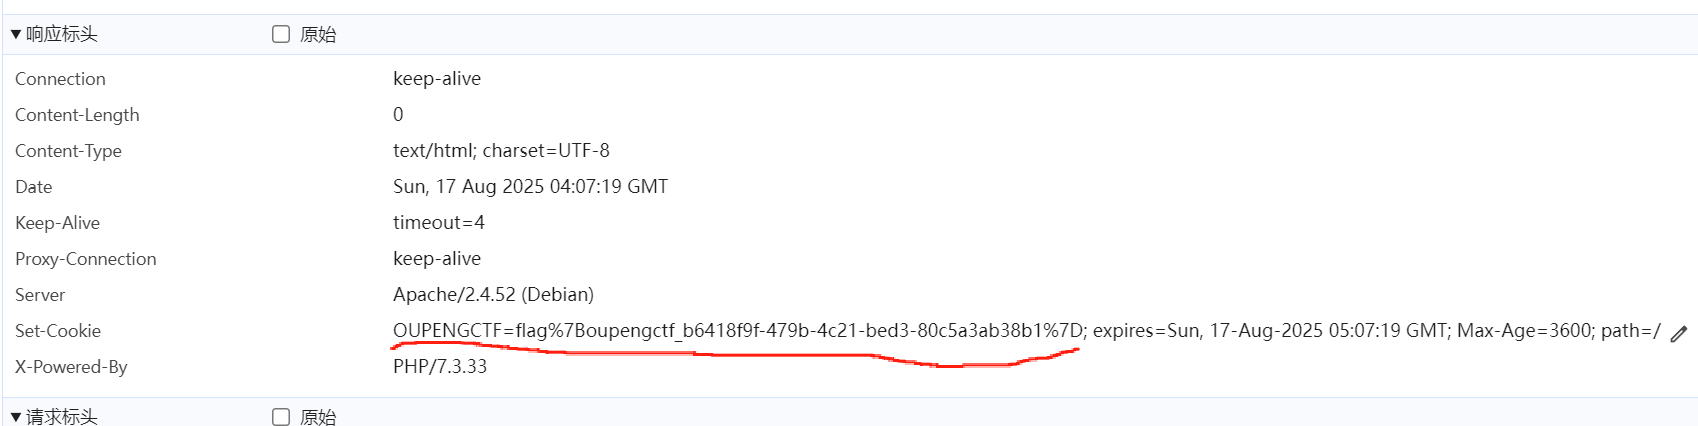 ▼响应标头 原始
Connection keep-alive
Content-Length 0
Content-Type text/html; charset=UTF-8
Date Sun, 17 Aug 2025 04:07:19 GMT
Keep-Alive timeout=4
Proxy-Connection keep-alive
Server Apache/2.4.52 (Debian)
Set-Cookie OUPENGCTF=flag%7Boupengctf_b6418f9f-479b-4c21-bed3-80c5a3ab38b1%7D; expires=Sun, 17-Aug-2025 05:07:19 GMT; Max-Age=3600; path=/
X-Powered-By PHP/7.3.33
▼请求标头 原始